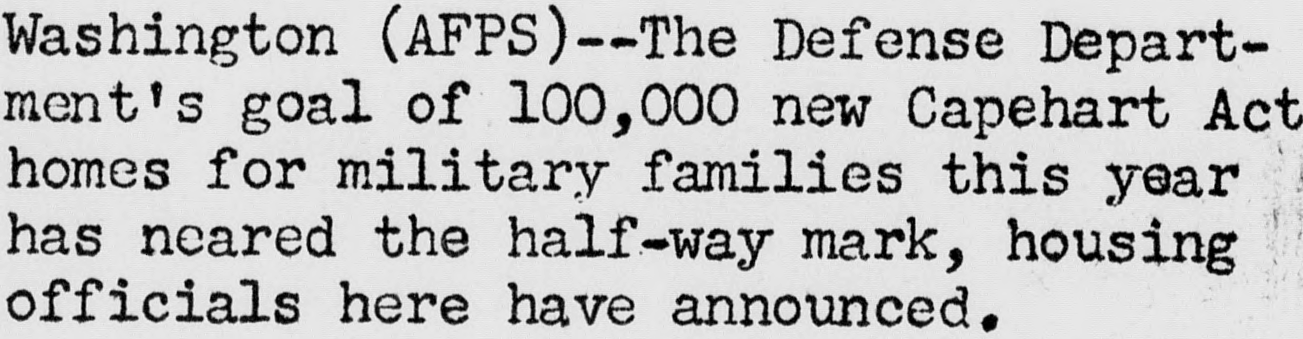 Washington (AFPS)--The Defense Depart-
ment's goal of 100,000 new Capehart Act
homes for military families this year
has neared the half-way mark, housing
officials here have announced.